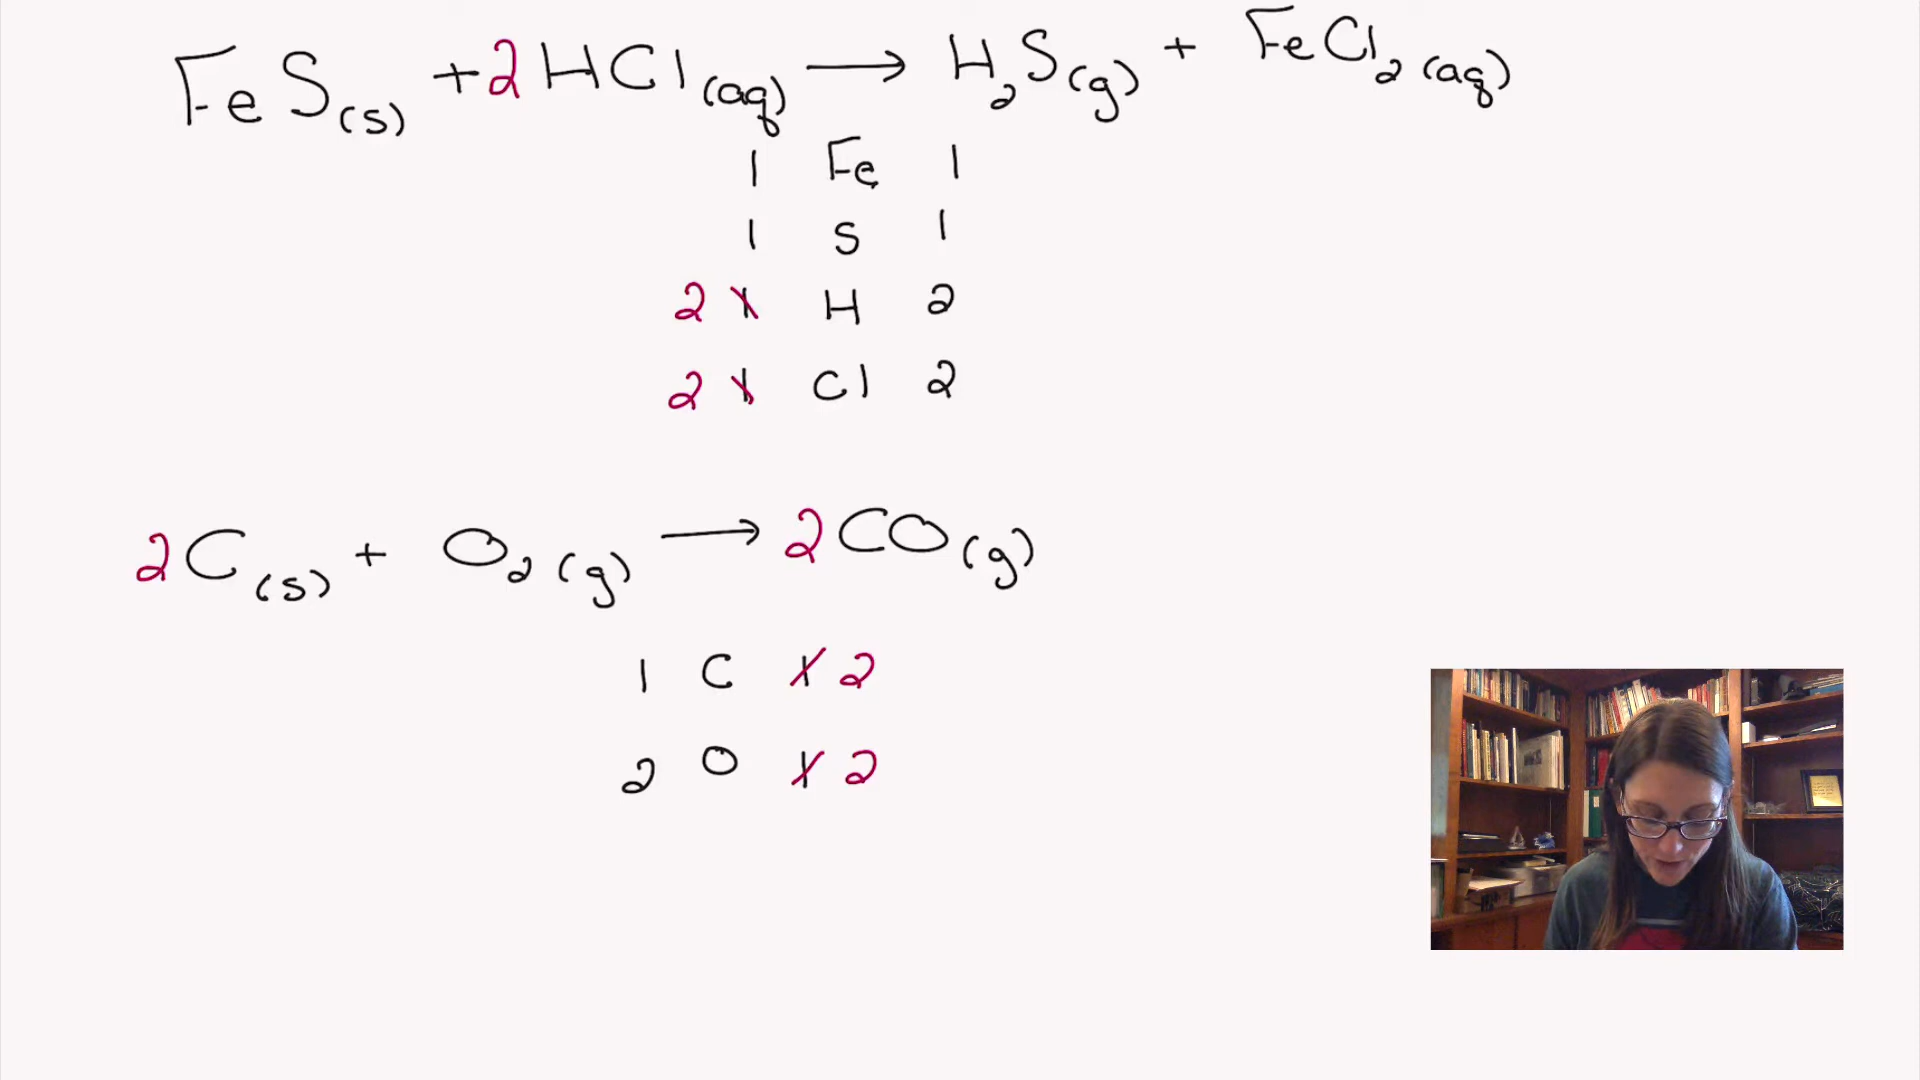 FeS(s) + 2HCl(aq) → H₂S(g) + FeCl₂(aq)
1 Fe 1
1 S 1
2 1 H 2
2 1 Cl 2
2C(s) + O₂(g) → 2CO(g)
1 C 1 2
2 O 1 2